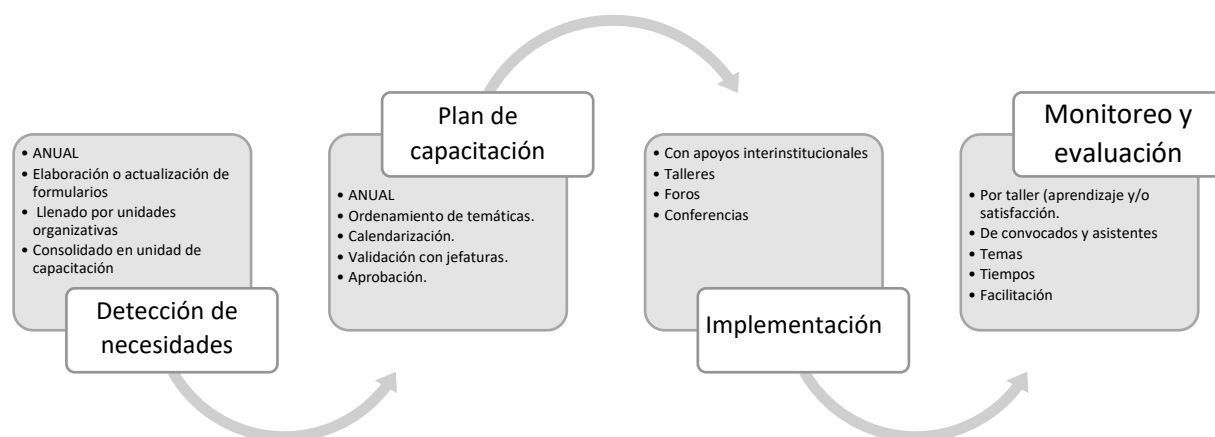 • ANUAL
• Elaboración o actualización de
formularios
• Llenado por unidades
organizativas
• Consolidado en unidad de
capacitación
Detección de
necesidades
Plan de
capacitación
• ANUAL
• Ordenamiento de temáticas.
• Calendarización.
• Validación con jefaturas.
• Aprobación.
• Con apoyos interinstitucionales
• Talleres
• Foros
• Conferencias
Implementación
Monitoreo y
evaluación
• Por taller (aprendizaje y/o
satisfacción.
• De convocados y asistentes
• Temas
• Tiempos
• Facilitación